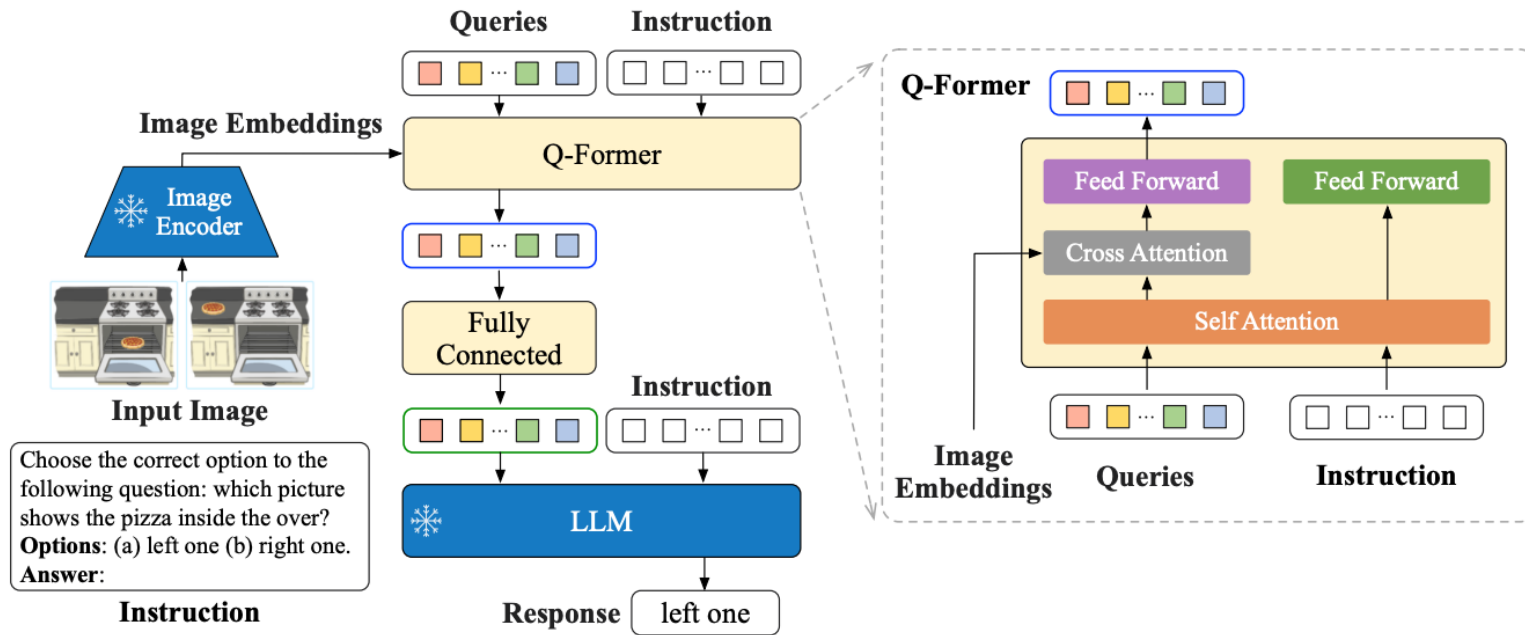 Queries
Instruction
Image Embeddings
Q-Former
Image
Encoder
Input Image
Fully
Connected
Instruction
LLM
Response
left one
Choose the correct option to the
following question: which picture
shows the pizza inside the over?
Options: (a) left one (b) right one.
Answer:
Instruction
Q-Former
Feed Forward
Feed Forward
Cross Attention
Self Attention
Image
Embeddings
Queries
Instruction